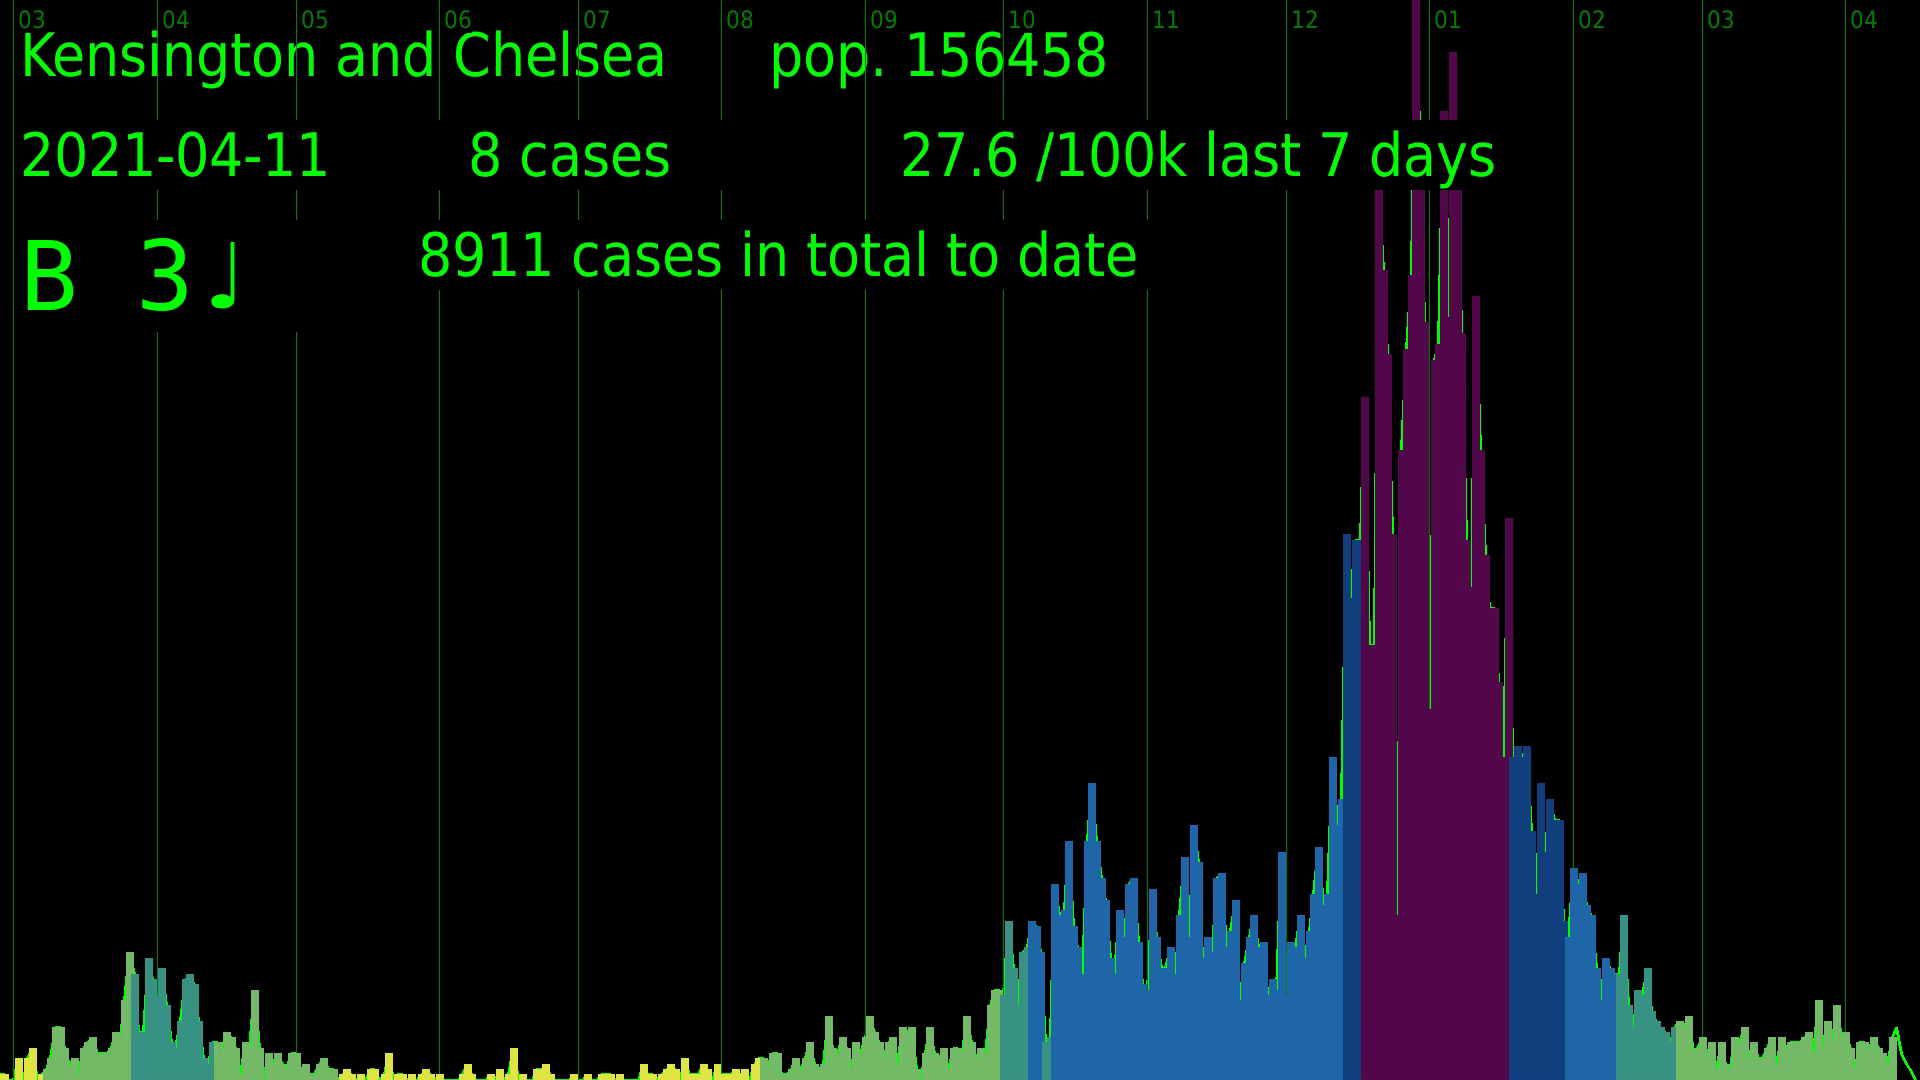 03 04 05 06 07 08 09 10 11 12 01 02 03 04
Kensington and Chelsea pop. 156458
2021-04-11 8 cases 27.6 /100k last 7 days
B 3♩ 8911 cases in total to date